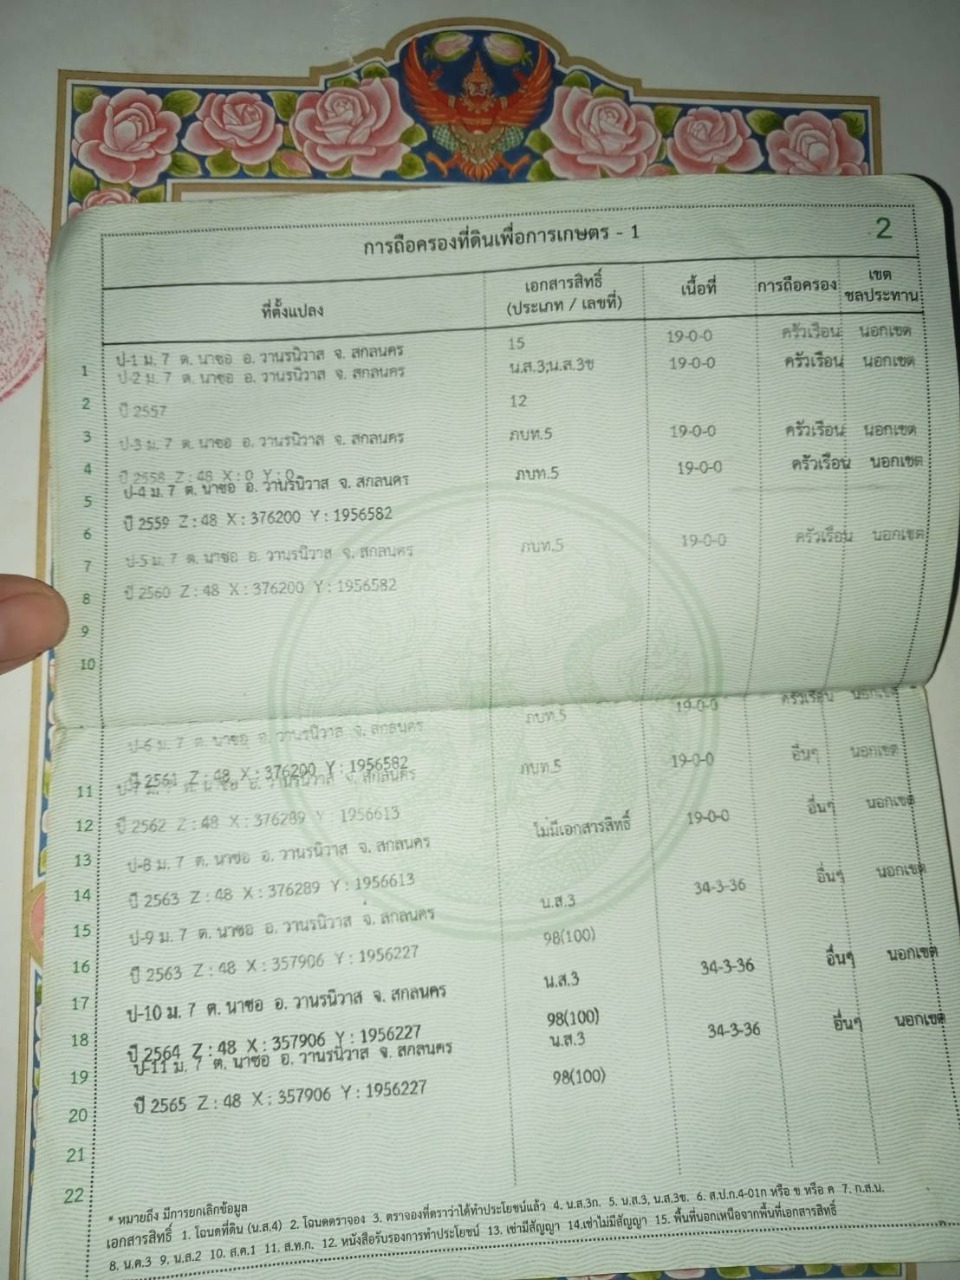 การถือครองที่ดินเพื่อการเกษตร - 1
2
ที่ตั้งแปลง เอกสารสิทธิ์ (ประเภท / เลขที่) เนื้อที่ การถือครอง เขตชลประทาน
1 ป-1 ม. 7 ต. นาซอ อ. วานรนิวาส จ. สกลนคร 15 19-0-0 ครัวเรือน นอกเขต
ป-2 ม. 7 ต. นาซอ อ. วานรนิวาส จ. สกลนคร น.ส.3,น.ส.3ข 19-0-0 ครัวเรือน นอกเขต
2 ปี 2557 12
3 ป-3 ม. 7 ต. นาซอ อ. วานรนิวาส จ. สกลนคร ภบท.5 19-0-0 ครัวเรือน นอกเขต
4 ปี 2558 Z : 48 X : 0 Y : 0
ป-4 ม. 7 ต. นาซอ อ. วานรนิวาส จ. สกลนคร ภบท.5 19-0-0 ครัวเรือน นอกเขต
5
6 ปี 2559 Z : 48 X : 376200 Y : 1956582
7 ป-5 ม. 7 ต. นาซอ อ. วานรนิวาส จ. สกลนคร ภบท.5 19-0-0 ครัวเรือน นอกเขต
8 ปี 2560 Z : 48 X : 376200 Y : 1956582
9
10
ป-6 ม. 7 ต. นาซอ อ. วานรนิวาส จ. สกลนคร ภบท.5 19-0-0 ครัวเรือน นอกเขต
ปี 2561 Z : 48 X : 376200 Y : 1956582
11 ป-7 ม. 7 ต. นาซอ อ. วานรนิวาส จ. สกลนคร ภบท.5 19-0-0 อื่นๆ นอกเขต
12 ปี 2562 Z : 48 X : 376289 Y : 1956613
13 ป-8 ม. 7 ต. นาซอ อ. วานรนิวาส จ. สกลนคร ไม่มีเอกสารสิทธิ์ 19-0-0 อื่นๆ นอกเขต
14 ปี 2563 Z : 48 X : 376289 Y : 1956613
15 ป-9 ม. 7 ต. นาซอ อ. วานรนิวาส จ. สกลนคร น.ส.3 34-3-36 อื่นๆ นอกเขต
16 ปี 2563 Z : 48 X : 357906 Y : 1956227 98(100)
17 ป-10 ม. 7 ต. นาซอ อ. วานรนิวาส จ. สกลนคร น.ส.3 34-3-36 อื่นๆ นอกเขต
18 ปี 2564 Z : 48 X : 357906 Y : 1956227 98(100)
19 ป-11 ม. 7 ต. นาซอ อ. วานรนิวาส จ. สกลนคร น.ส.3 34-3-36 อื่นๆ นอกเขต
20 ปี 2565 Z : 48 X : 357906 Y : 1956227 98(100)
21
22
* หมายถึง มีการยกเลิกข้อมูล
เอกสารสิทธิ์ 1. โฉนดที่ดิน (น.ส.4) 2. โฉนดตราจอง 3. ตราจองที่ตราว่าได้ทำประโยชน์แล้ว 4. น.ส.3ก. 5. น.ส.3, น.ส.3ข. 6. ส.ป.ก.4-01ก หรือ ข หรือ ค 7. ก.ส.น.
8. น.ค.3 9. น.ส.2 10. ส.ค.1 11. ส.ท.ก. 12. หนังสือรับรองการทำประโยชน์ 13. เช่ามีสัญญา 14.เช่าไม่มีสัญญา 15. พื้นที่นอกเหนือจากพื้นที่เอกสารสิทธิ์